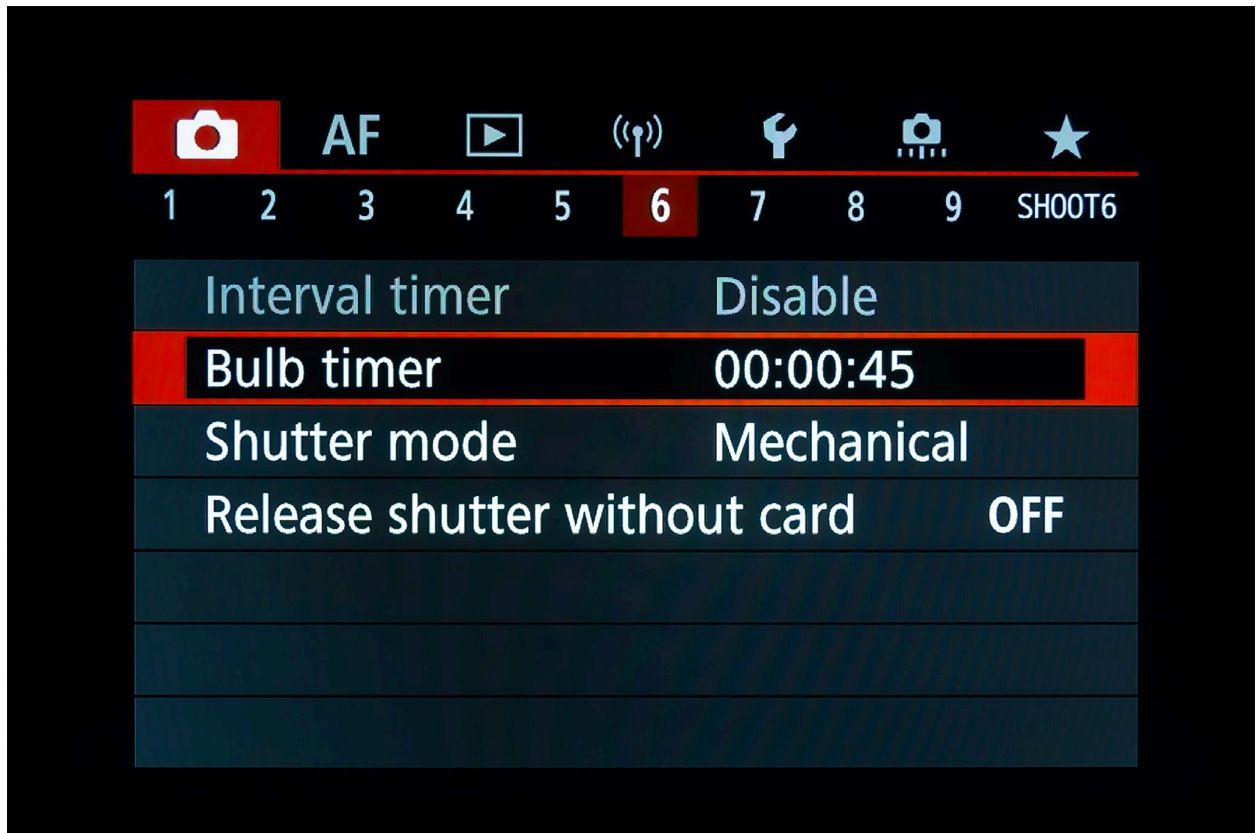 AF
1 2 3 4 5 6 7 8 9 SHOOT6
Interval timer Disable
Bulb timer 00:00:45
Shutter mode Mechanical
Release shutter without card OFF